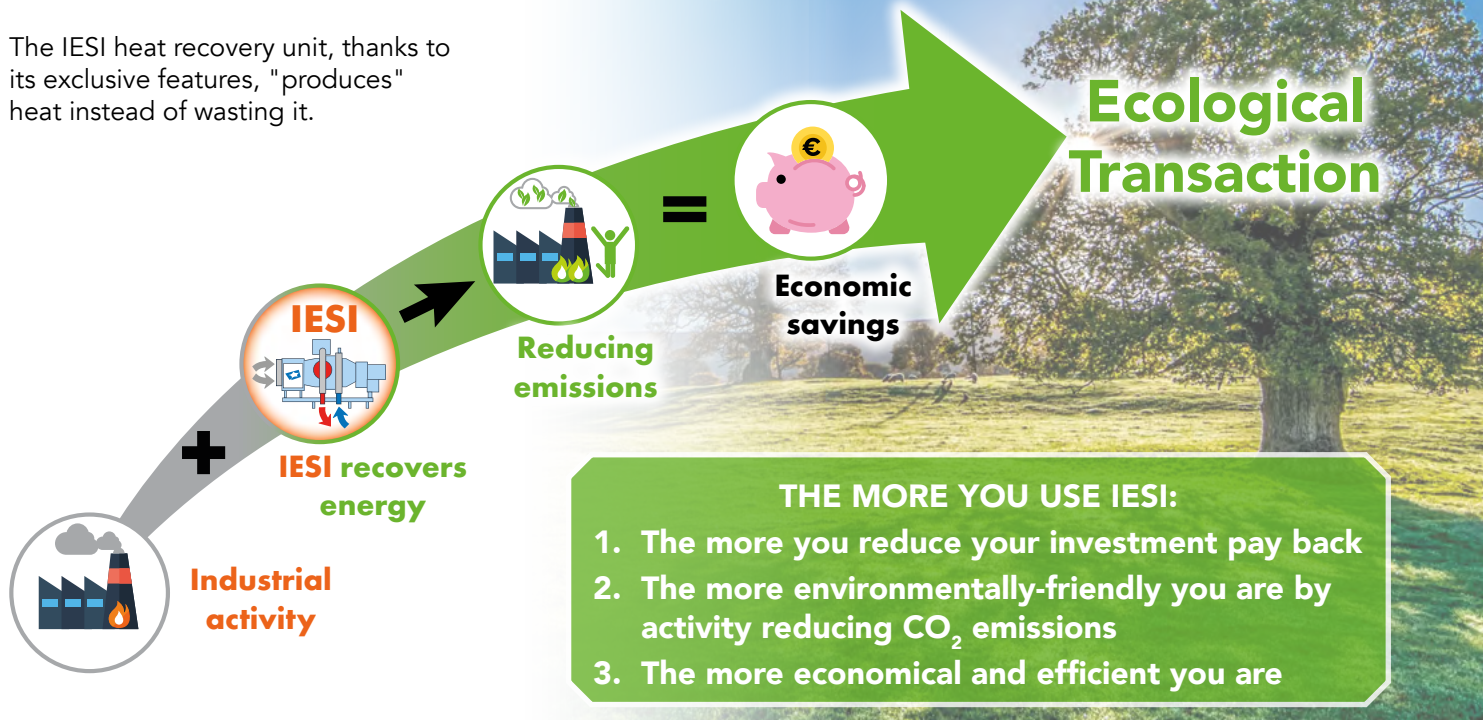 The IESI heat recovery unit, thanks to
its exclusive features, "produces"
heat instead of wasting it.
Ecological
Transaction
€
=
Economic
savings
Reducing
emissions
IESI
IESI recovers
energy
+
Industrial
activity
THE MORE YOU USE IESI:
1. The more you reduce your investment pay back
2. The more environmentally-friendly you are by
activity reducing CO₂ emissions
3. The more economical and efficient you are